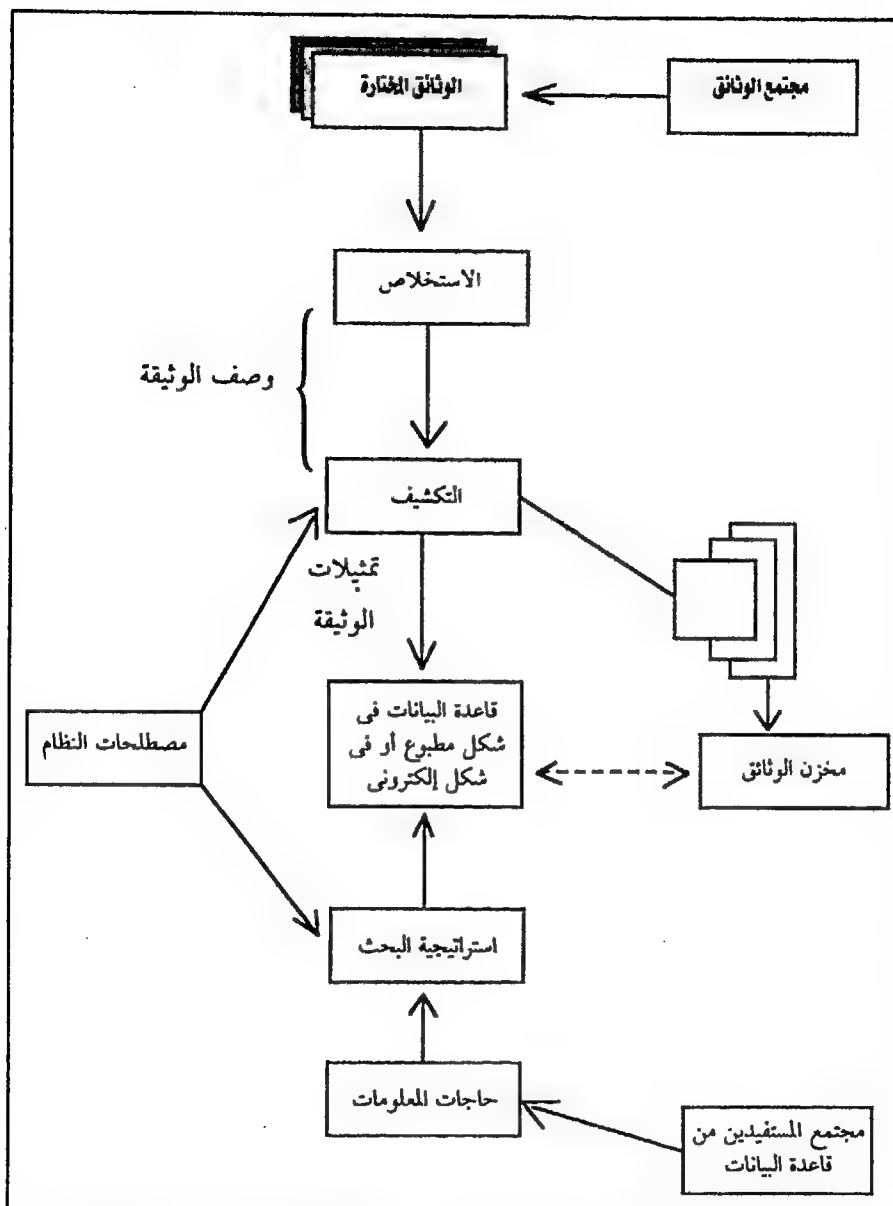 مجتمع الوثائق
الوثائق المختارة
الاستخلاص
وصف الوثيقة
التكشيف
تمثيلات
الوثيقة
مصطلحات النظام
قاعدة البيانات فى
شكل مطبوع أو فى
شكل إلكترونى
مخزن الوثائق
استراتيجية البحث
حاجات المعلومات
مجتمع المستفيدين من
قاعدة البيانات